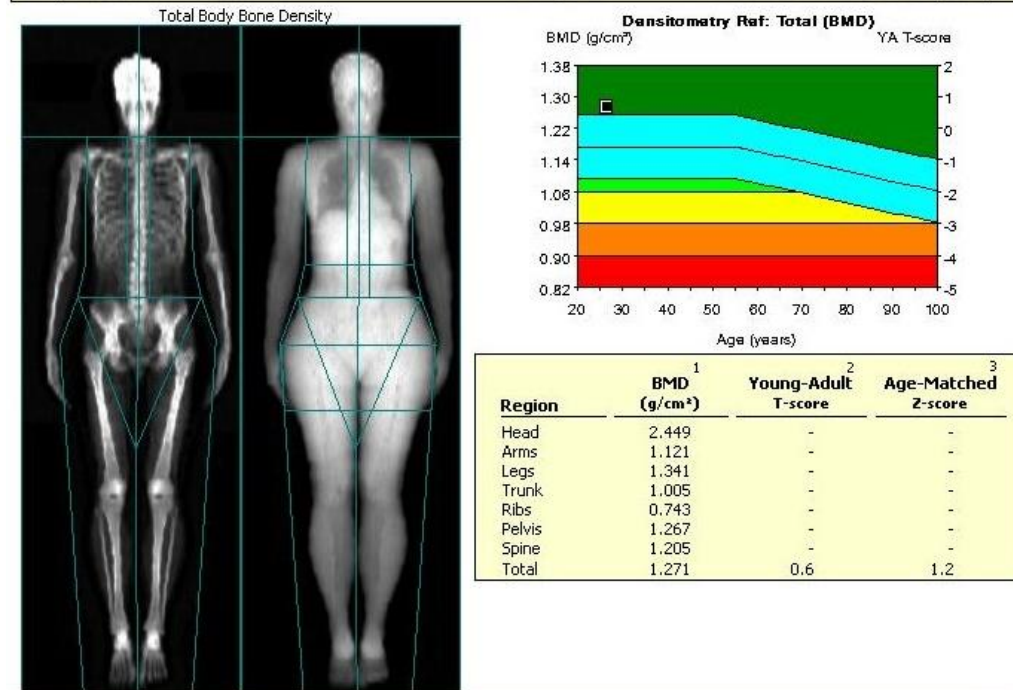 Total Body Bone Density
Densitometry Ref: Total (BMD)
BMD (g/cm²) YA T-score
1.38 2
1.30 1
1.22 0
1.14 -1
1.06 -2
0.98 -3
0.90 -4
0.82 -5
20 30 40 50 60 70 80 90 100
Age (years)
1 2 3
BMD Young-Adult Age-Matched
Region (g/cm²) T-score Z-score
Head 2.449 - -
Arms 1.121 - -
Legs 1.341 - -
Trunk 1.005 - -
Ribs 0.743 - -
Pelvis 1.267 - -
Spine 1.205 - -
Total 1.271 0.6 1.2